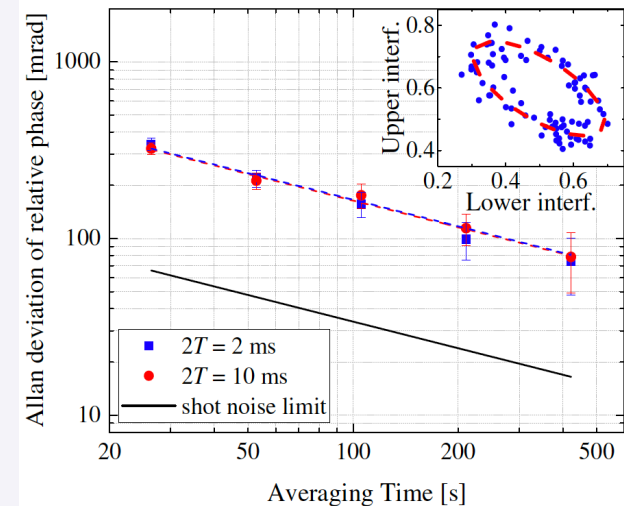 Allan deviation of relative phase [mrad]
1000
100
10
20
50
100
200
500
Averaging Time [s]
2T = 2 ms
2T = 10 ms
shot noise limit
Upper interf.
0.8
0.6
0.4
0.2
0.4
0.6
Lower interf.